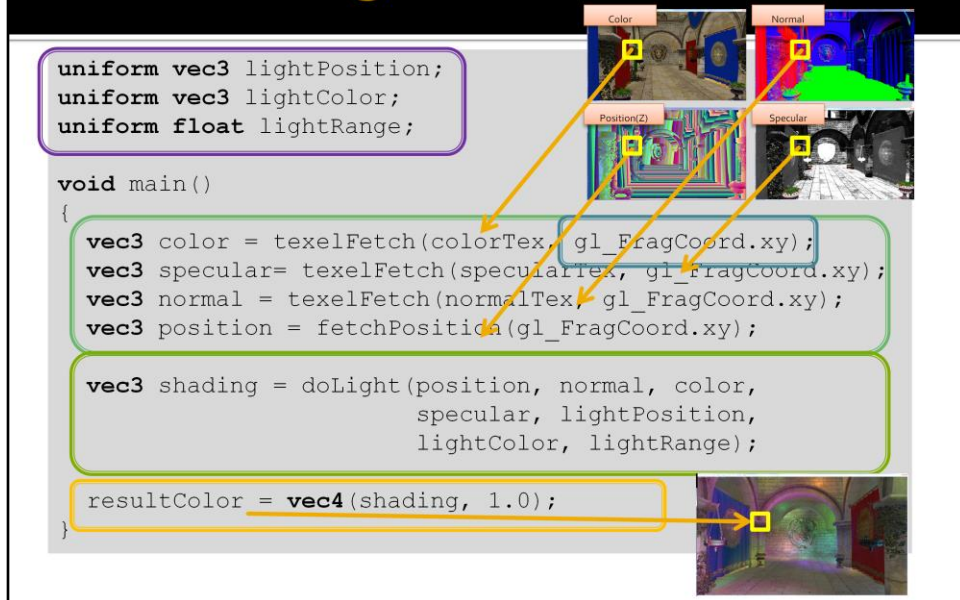 Color
Normal
Position(Z)
Specular
uniform vec3 lightPosition;
uniform vec3 lightColor;
uniform float lightRange;
void main()
{
vec3 color = texelFetch(colorTex, gl_FragCoord.xy);
vec3 specular= texelFetch(specularTex, gl_FragCoord.xy);
vec3 normal = texelFetch(normalTex, gl_FragCoord.xy);
vec3 position = fetchPosition(gl_FragCoord.xy);
vec3 shading = doLight(position, normal, color,
specular, lightPosition,
lightColor, lightRange);
resultColor = vec4(shading, 1.0);
}